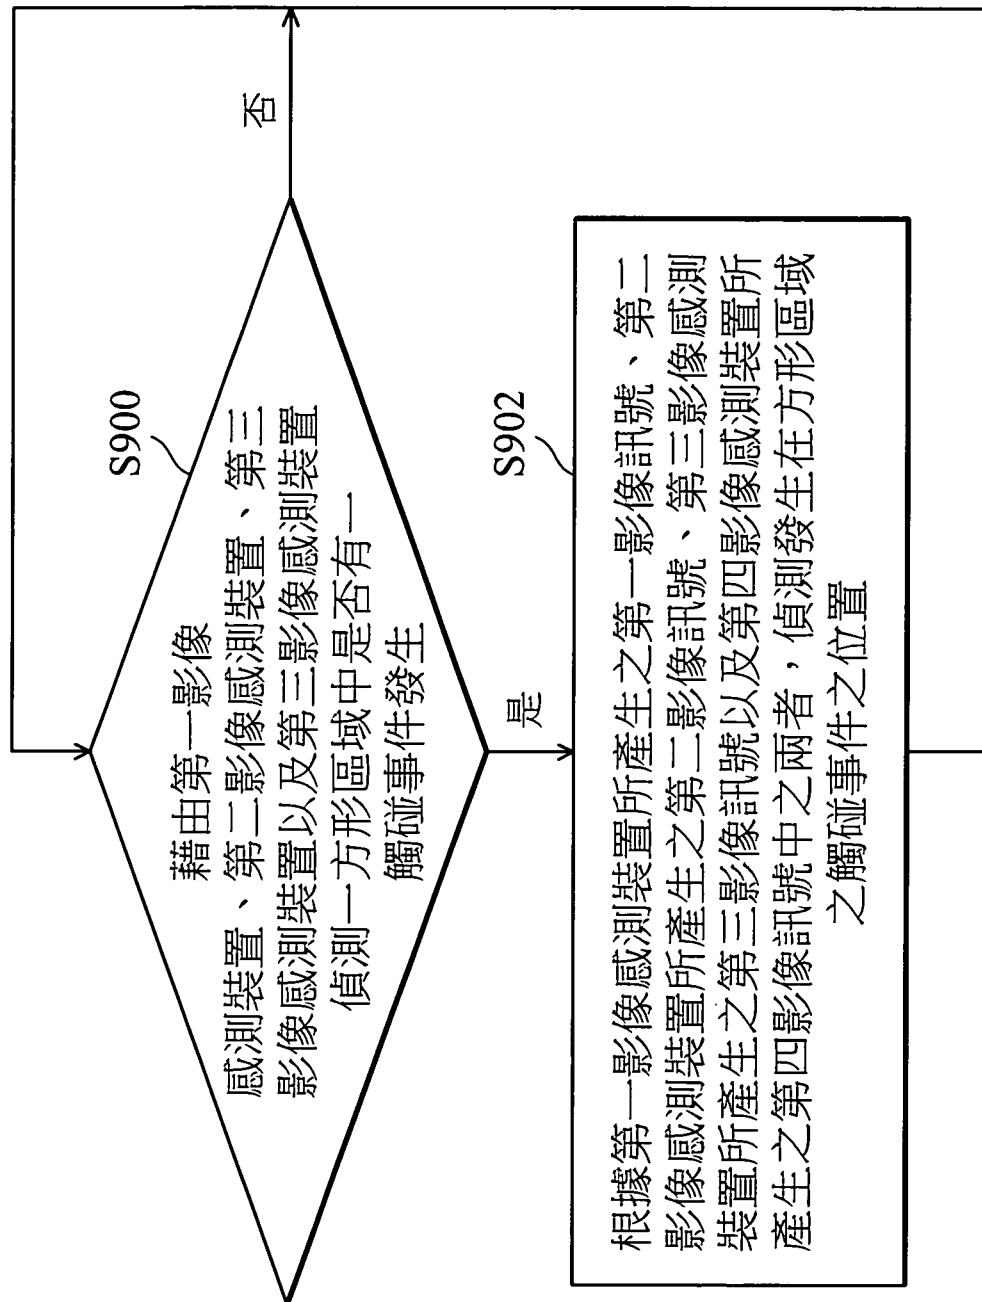 S900
藉由第一影像
感測裝置、第二影像感測裝置、第三
影像感測裝置以及第三影像感測裝置
偵測一方形區域中是否有一
觸碰事件發生
否
是
S902
根據第一影像感測裝置所產生之第一影像訊號、第二
影像感測裝置所產生之第二影像訊號、第三影像感測
裝置所產生之第三影像訊號以及第四影像感測裝置所
產生之第四影像訊號中之兩者，偵測發生在方形區域
之觸碰事件之位置